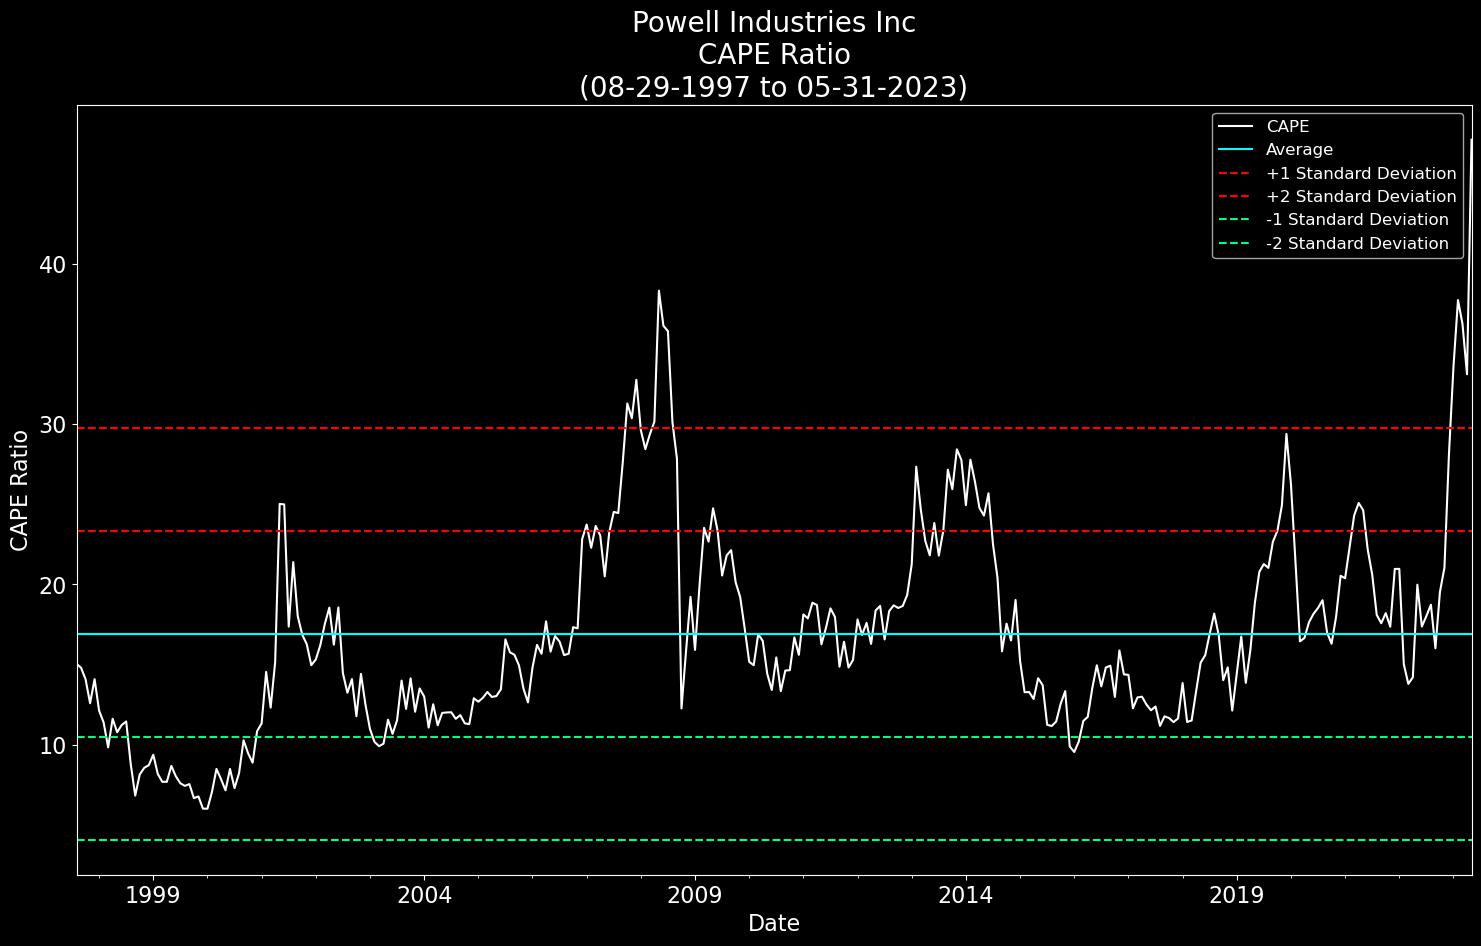 Powell Industries Inc
CAPE Ratio
(08-29-1997 to 05-31-2023)
CAPE
Average
+1 Standard Deviation
+2 Standard Deviation
-1 Standard Deviation
-2 Standard Deviation
CAPE Ratio
40
30
20
10
1999
2004
2009
2014
2019
Date